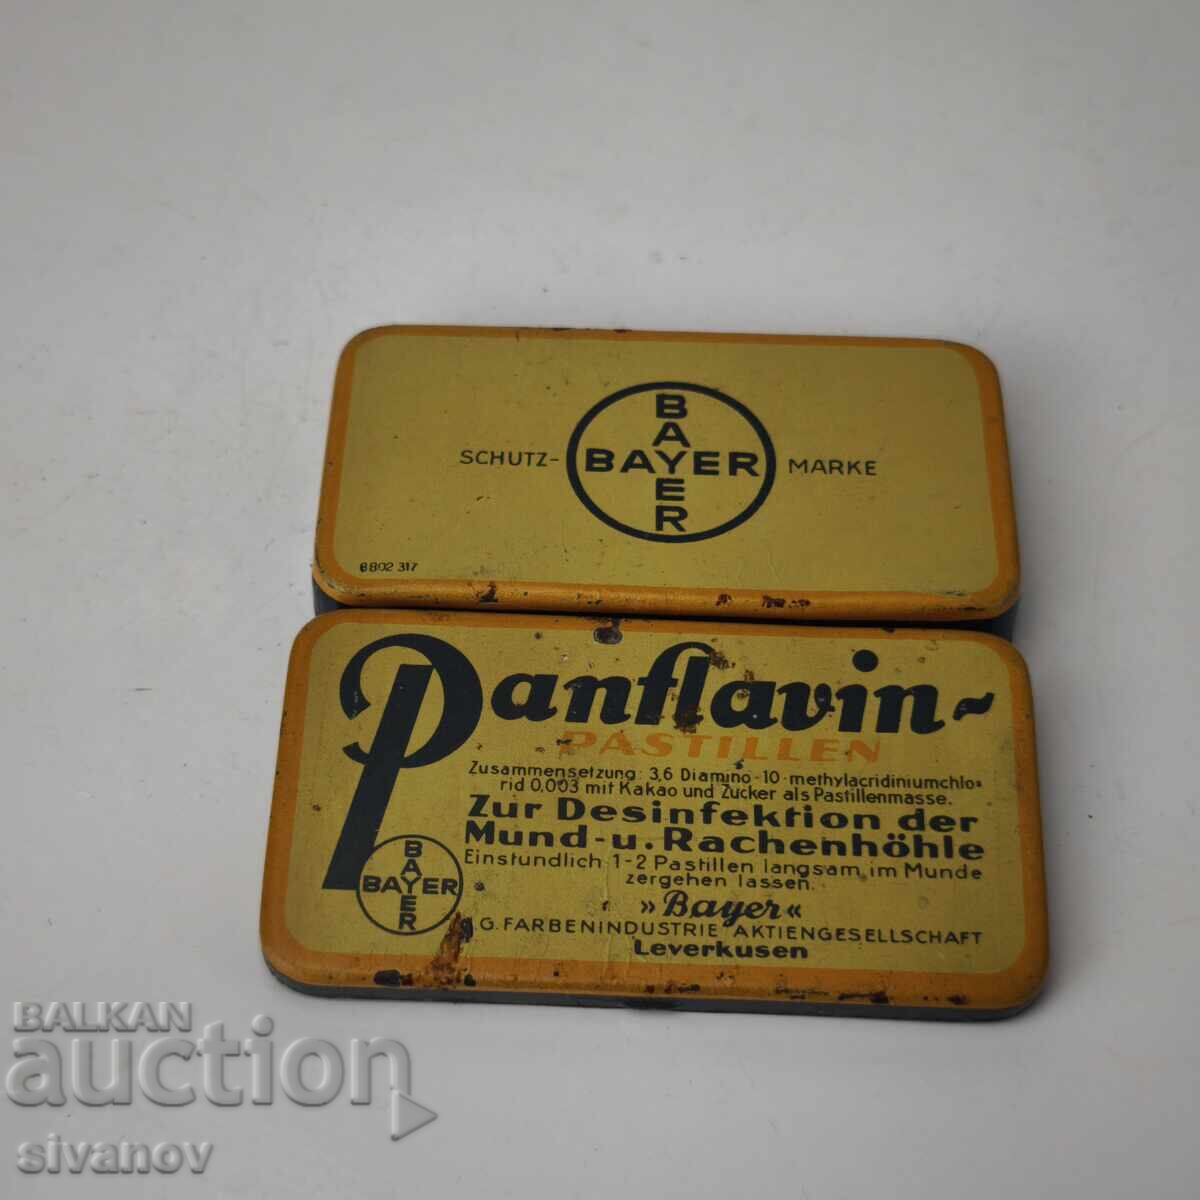 BAYER
SCHUTZ- BAYER MARKE
6802 317
Panflavin-
PASTILLEN
Zusammensetzung: 3,6 Diamino-10-methylacridiniumchlo=
rid 0,003 mit Kakao und Zucker als Pastillenmasse.
Zur Desinfektion der
Mund-u. Rachenhöhle
Einstündlich 1-2 Pastillen langsam im Munde
zergehen lassen.
BAYER
BAYER
»Bayer«
.G. FARBENINDUSTRIE AKTIENGESELLSCHAFT
Leverkusen
BALKAN
auction
sivanov